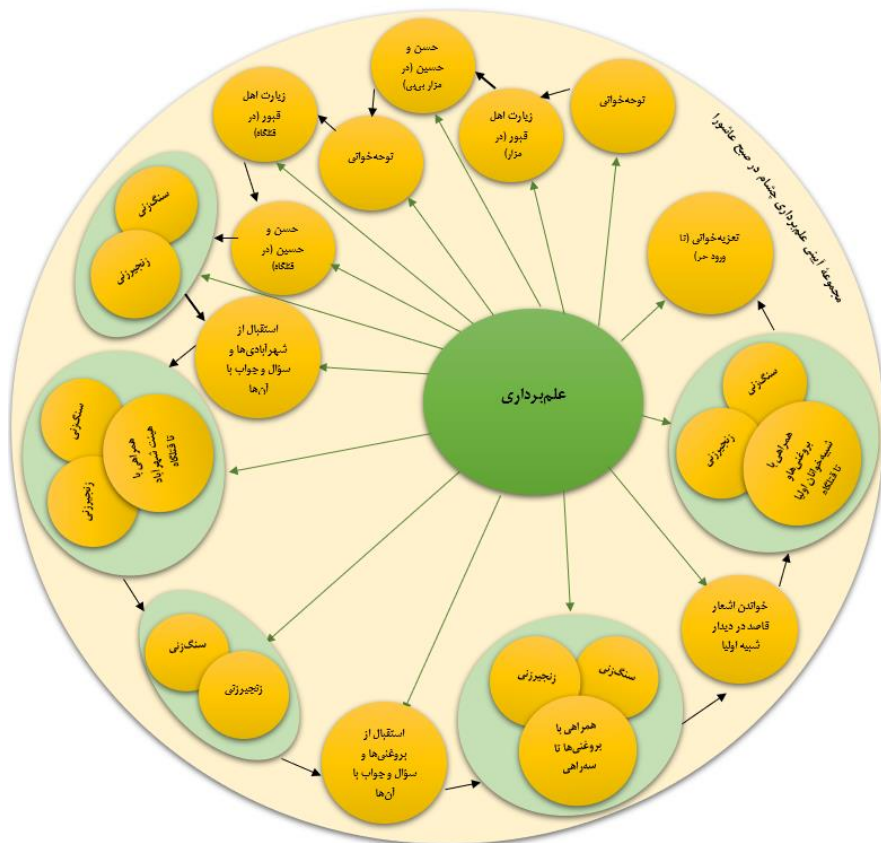 مجموعهٔ آیینی علم‌برداری چشام در صبح عاشورا
علم‌برداری
نوحه‌خوانی
زیارت اهل
قبور (در
مزار)
حسن و
حسین (در
مزار بی‌بی)
نوحه‌خوانی
زیارت اهل
قبور (در
قتلگاه)
حسن و
حسین (در
قتلگاه)
سنگ‌زنی
زنجیرزنی
استقبال از
شهرآبادی‌ها و
سؤال و جواب با
آن‌ها
سنگ‌زنی
همراهی با
هیئت شهرآباد
تا قتلگاه
زنجیرزنی
سنگ‌زنی
زنجیرزنی
استقبال از
بروغنی‌ها و
سؤال و جواب با
آن‌ها
زنجیرزنی
سنگ‌زنی
همراهی با
بروغنی‌ها تا
سه‌راهی
خواندن اشعار
قاصد در دیدار
شبیه اولیا
سنگ‌زنی
زنجیرزنی
همراهی با
بروغنی‌ها و
شبیه‌خوانان اولیا
تا قتلگاه
تعزیه‌خوانی (تا
ورود حر)